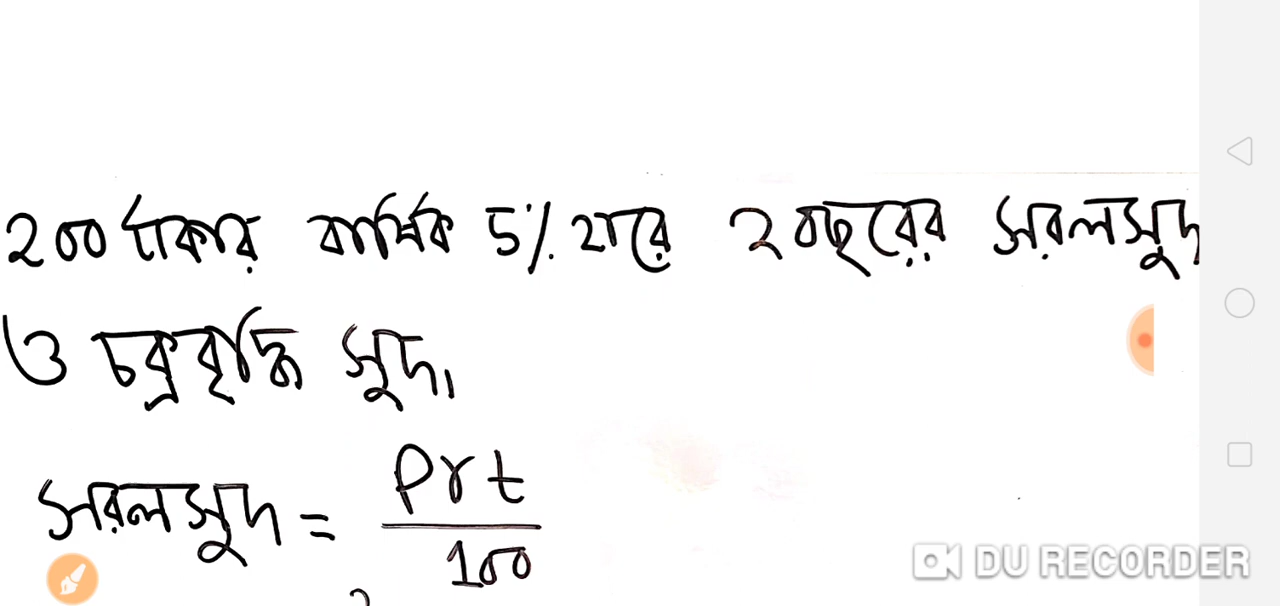 ২০০ টাকার বার্ষিক 5% হারে ২ বছরের সরলসুদ
ও চক্রবৃদ্ধি সুদ।
সরলসুদ = prt
100
DU RECORDER